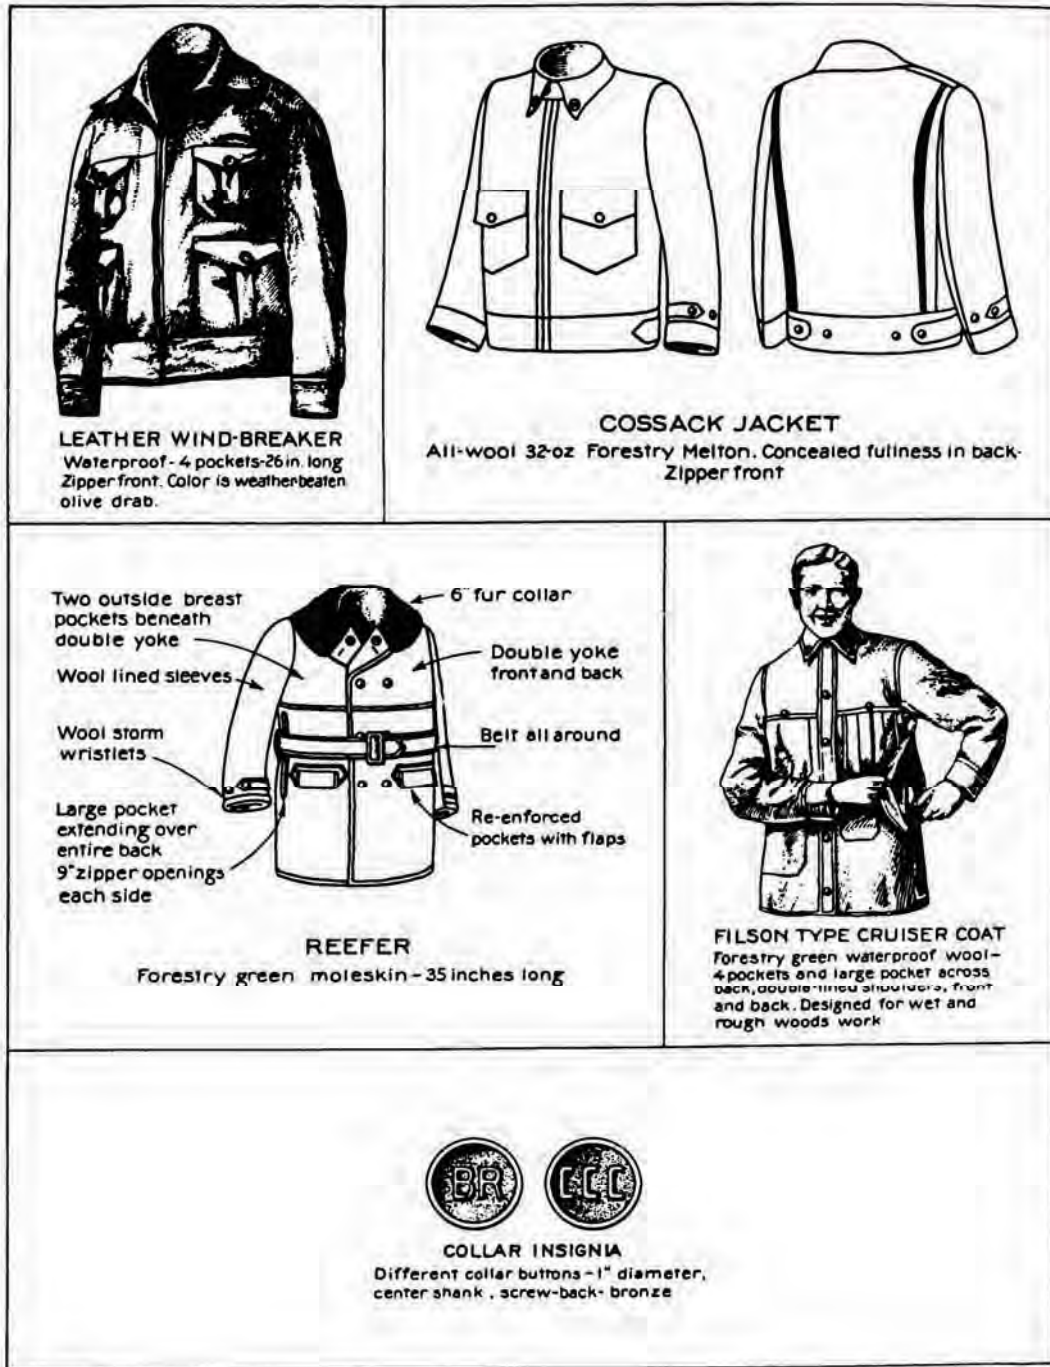 LEATHER WIND-BREAKER
Waterproof - 4 pockets-26 in. long
Zipper front. Color is weatherbeaten
olive drab.
COSSACK JACKET
All-wool 32-oz Forestry Melton. Concealed fullness in back-
Zipper front
Two outside breast
pockets beneath
double yoke
Wool lined sleeves
Wool storm
wristlets
Large pocket
extending over
entire back
9" zipper openings
each side
6" fur collar
Double yoke
front and back
Belt all around
Re-enforced
pockets with flaps
REEFER
Forestry green moleskin - 35 inches long
FILSON TYPE CRUISER COAT
Forestry green waterproof wool-
4 pockets and large pocket across
back, double-lined shoulders, front
and back. Designed for wet and
rough woods work
BR
CCC
COLLAR INSIGNIA
Different collar buttons - 1" diameter,
center shank, screw-back- bronze